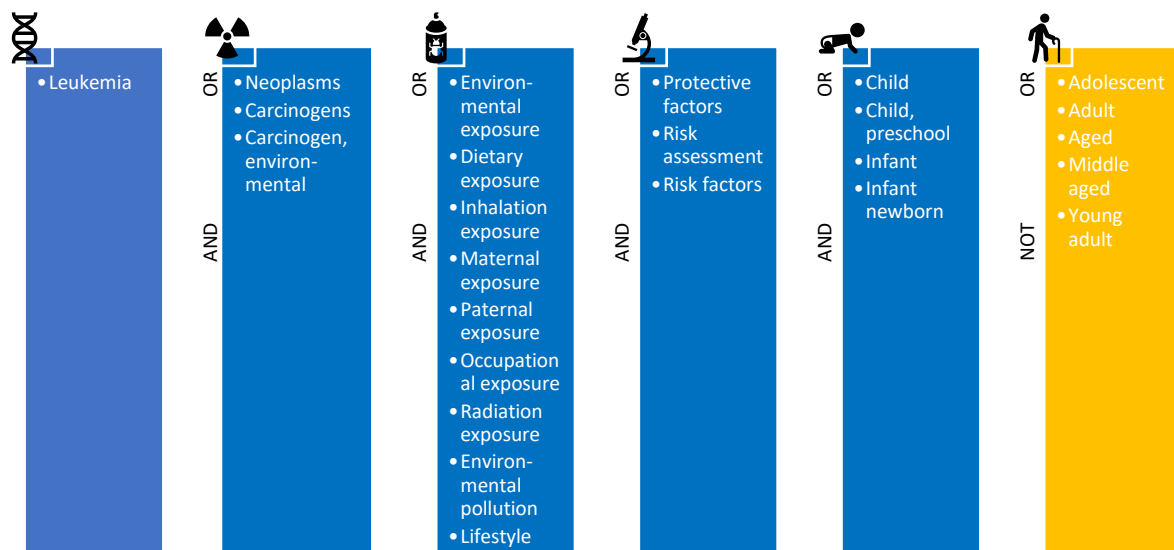 • Leukemia
OR
AND
• Neoplasms
• Carcinogens
• Carcinogen,
environ-
mental
OR
AND
• Environ-
mental
exposure
• Dietary
exposure
• Inhalation
exposure
• Maternal
exposure
• Paternal
exposure
• Occupation
al exposure
• Radiation
exposure
• Environ-
mental
pollution
• Lifestyle
OR
AND
• Protective
factors
• Risk
assessment
• Risk factors
OR
AND
• Child
• Child,
preschool
• Infant
• Infant
newborn
OR
NOT
• Adolescent
• Adult
• Aged
• Middle
aged
• Young
adult